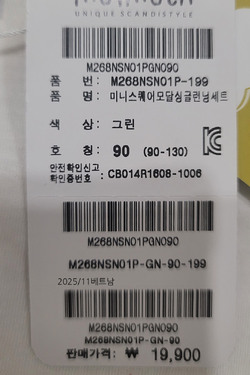 UNIQUE SCANDISTYLE
M268NSN01PGN090
품 번: M268NSN01P-199
품 명: 미니스퀘어모달싱글런닝세트
색 상: 그린
호 칭: 90 (90-130)
안전확인신고
확인증번호 : CB014R1608-1006
M268NSN01PGN090
M268NSN01P-GN-90-199
2025/11베트남
M268NSN01PGN090
M268NSN01P-GN-90
판매가격: ₩ 19,900